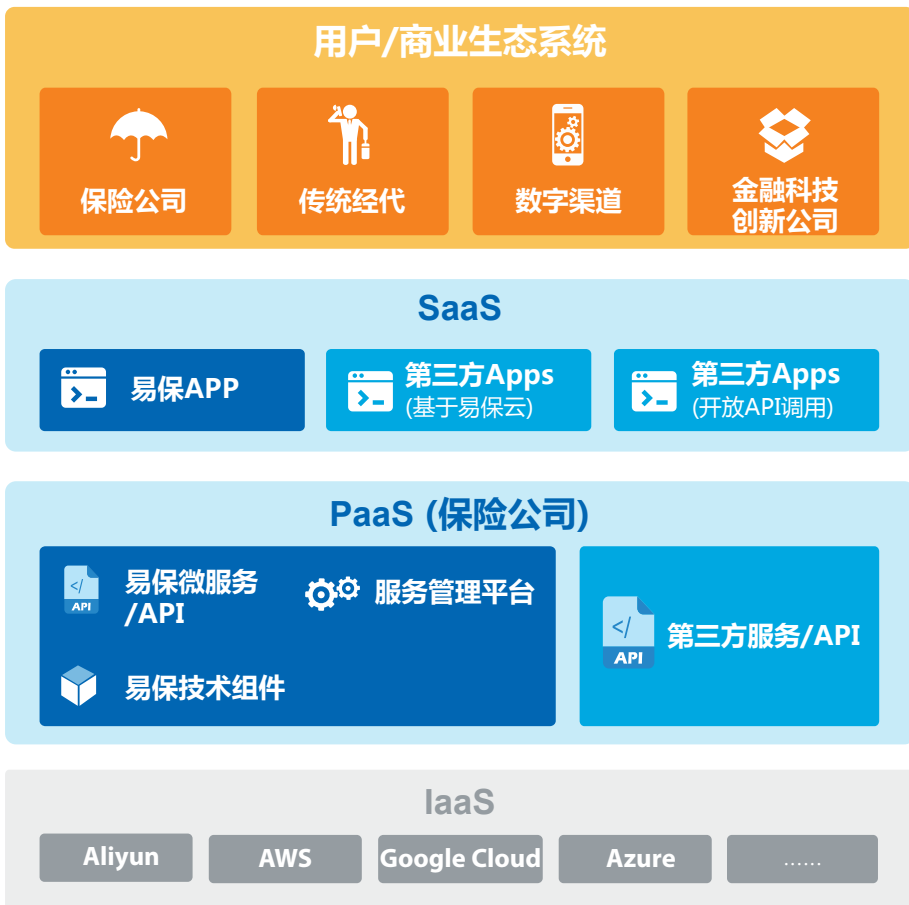 用户/商业生态系统
保险公司
传统经代
数字渠道
金融科技
创新公司
SaaS
易保APP
第三方Apps
(基于易保云)
第三方Apps
(开放API调用)
PaaS (保险公司)
</
API
易保微服务
/API
服务管理平台
易保技术组件
</
API
第三方服务/API
IaaS
Aliyun
AWS
Google Cloud
Azure
......